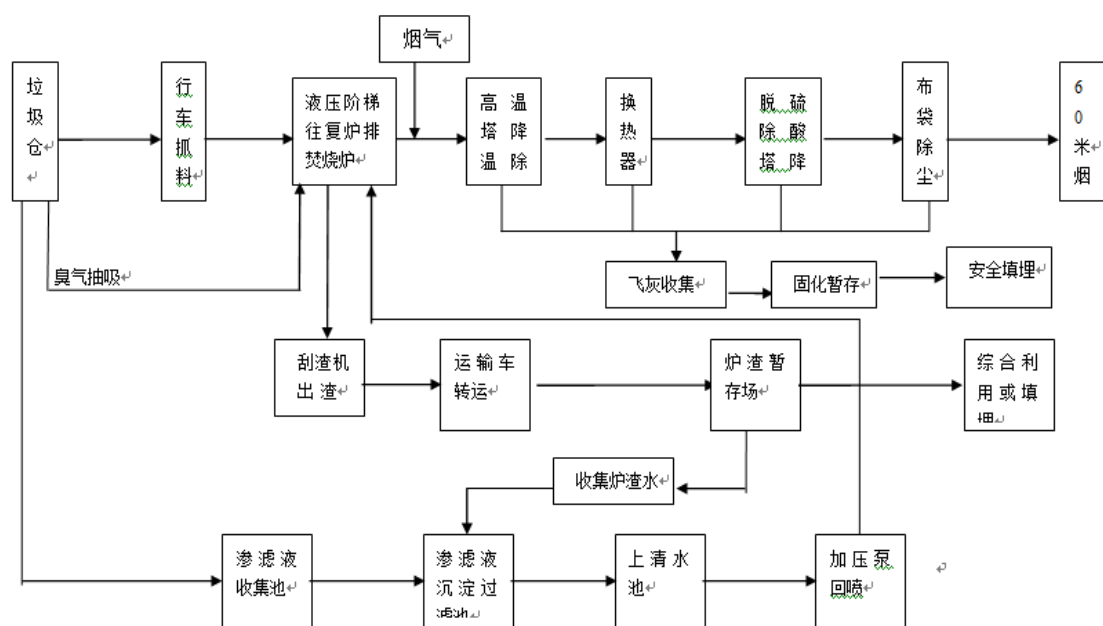 烟气
垃
圾
仓
行
车
抓
料
液压阶梯
往复炉排
焚烧炉
高温
塔降
温除
换
热
器
脱硫
除酸
塔降
布
袋
除
尘
6
0
米
烟
臭气抽吸
飞灰收集
固化暂存
安全填埋
刮渣机
出渣
运输车
转运
炉渣暂
存场
综合利
用或填
收集炉渣水
渗滤液
收集池
渗滤液
沉淀过
滤池
上清水
池
加压泵
回喷